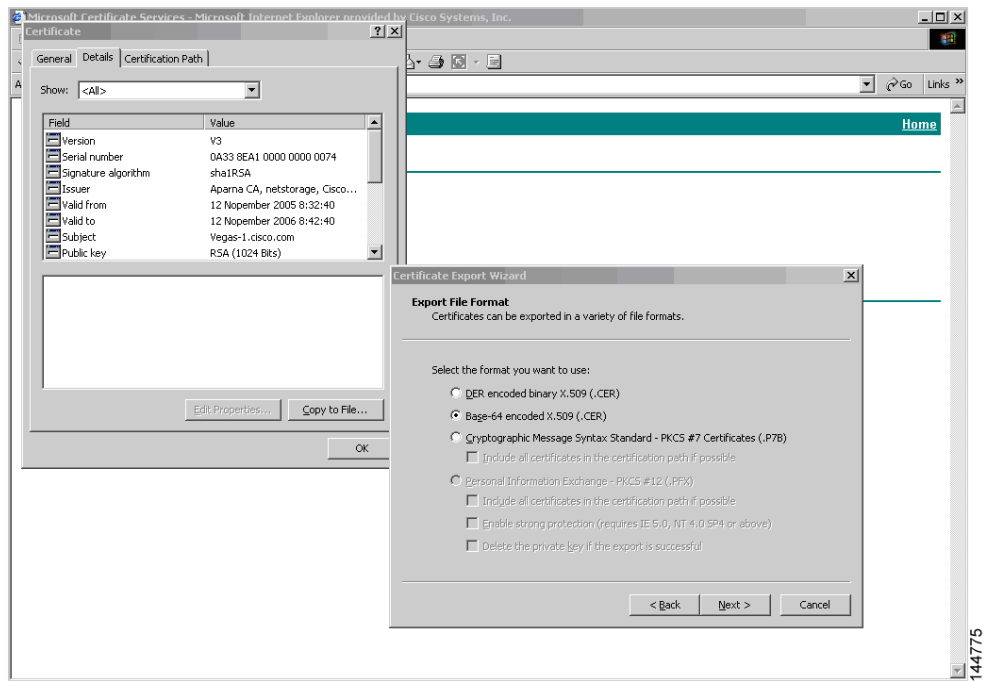 Microsoft Certificate Services - Microsoft Internet Explorer provided by Cisco Systems, Inc.
Certificate
General Details Certification Path
Show: <All>
Field Value
Version V3
Serial number 0A33 8EA1 0000 0000 0074
Signature algorithm sha1RSA
Issuer Aparna CA, netstorage, Cisco...
Valid from 12 Nopember 2005 8:32:40
Valid to 12 Nopember 2006 8:42:40
Subject Vegas-1.cisco.com
Public key RSA (1024 Bits)
Edit Properties... Copy to File...
OK
A
Go Links »
Home
Certificate Export Wizard
Export File Format
Certificates can be exported in a variety of file formats.
Select the format you want to use:
DER encoded binary X.509 (.CER)
Base-64 encoded X.509 (.CER)
Cryptographic Message Syntax Standard - PKCS #7 Certificates (.P7B)
Include all certificates in the certification path if possible
Personal Information Exchange - PKCS #12 (.PFX)
Include all certificates in the certification path if possible
Enable strong protection (requires IE 5.0, NT 4.0 SP4 or above)
Delete the private key if the export is successful
< Back Next > Cancel
144775